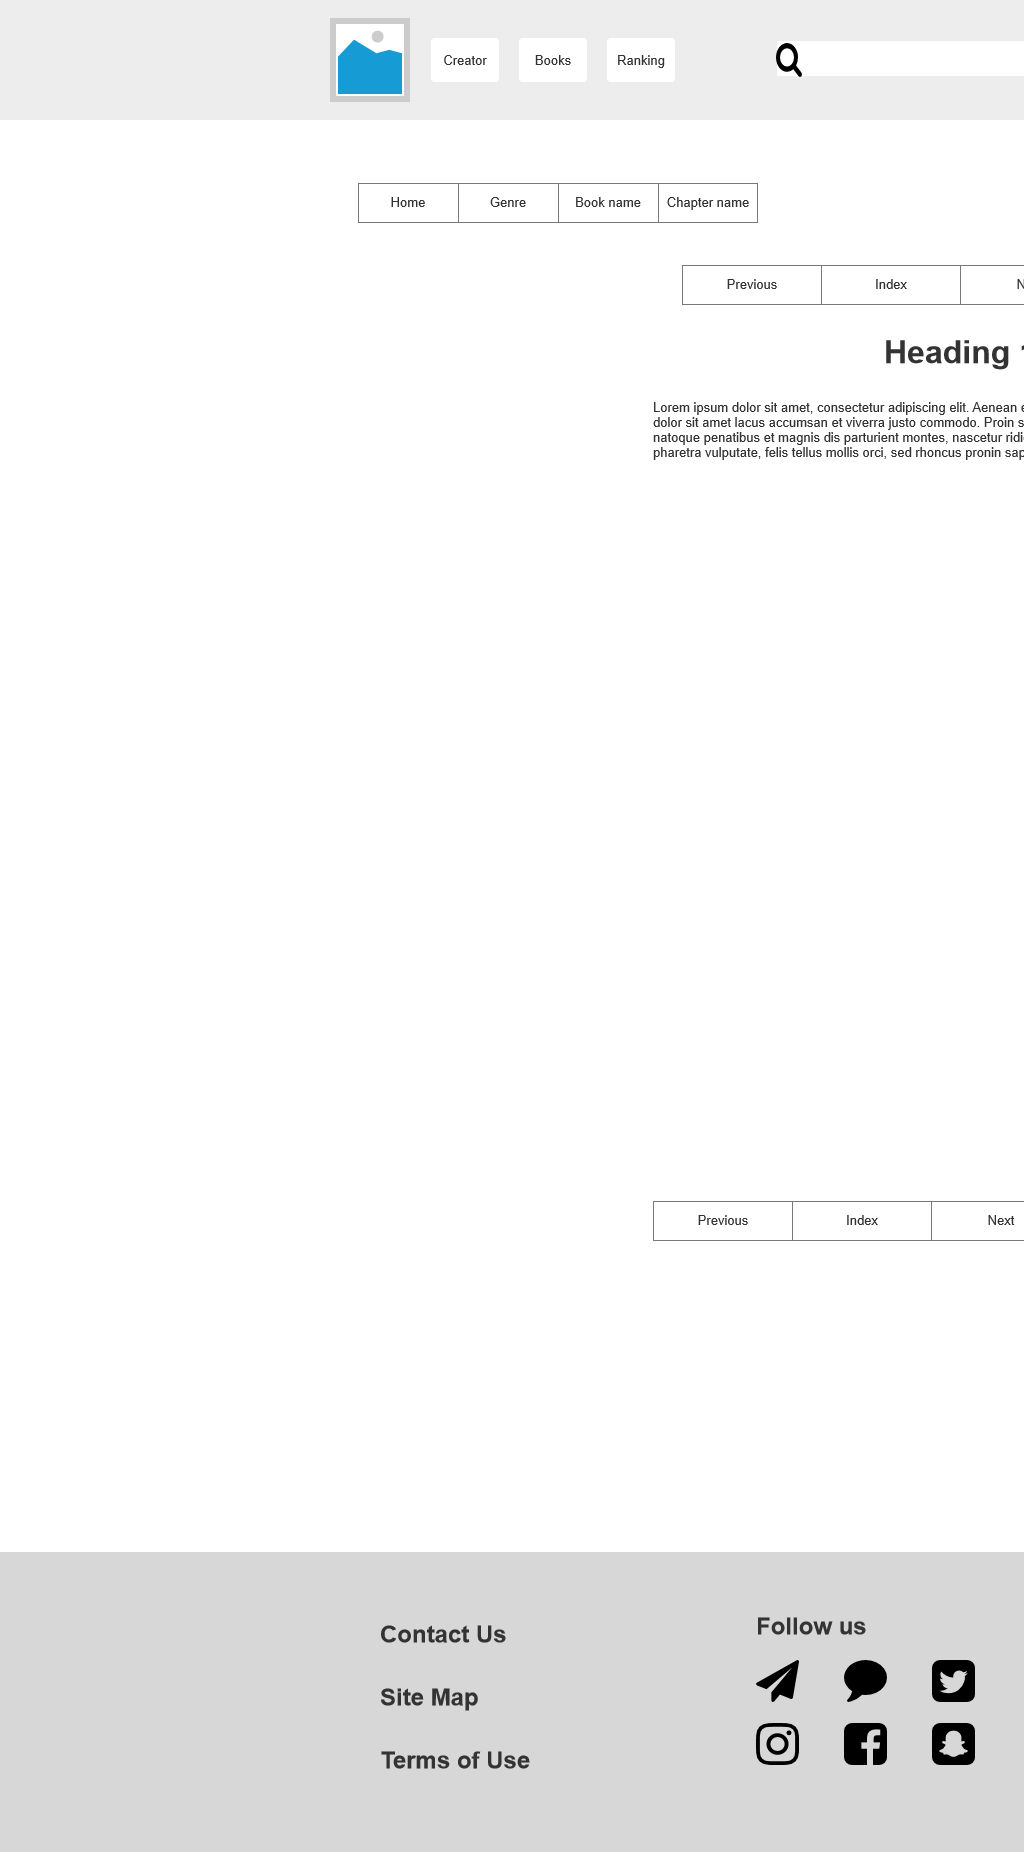 Creator
Books
Ranking
Home
Genre
Book name
Chapter name
Previous
Index
Heading
Lorem ipsum dolor sit amet, consectetur adipiscing elit. Aenean
dolor sit amet lacus accumsan et viverra justo commodo. Proin
natoque penatibus et magnis dis parturient montes, nascetur
pharetra vulputate, felis tellus mollis orci, sed rhoncus pronin
Previous
Index
Next
Contact Us
Site Map
Terms of Use
Follow us